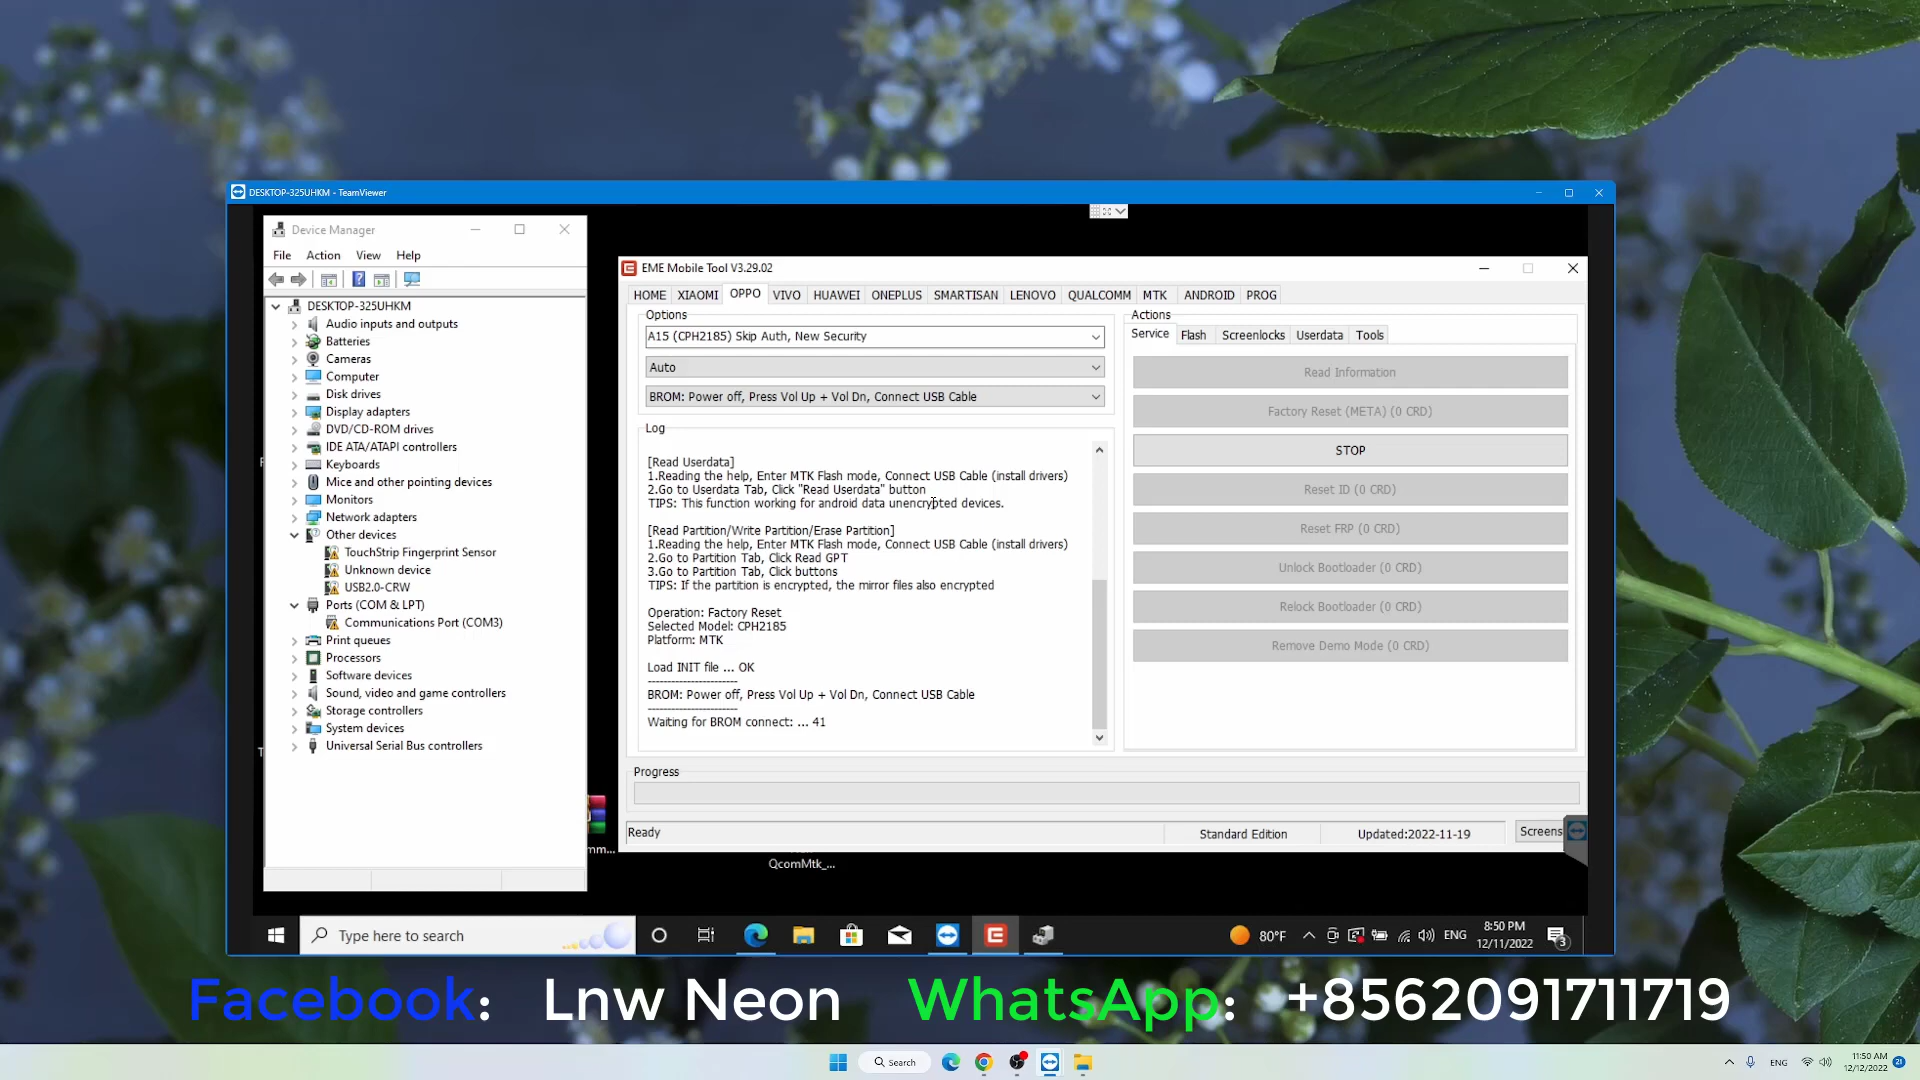 DESKTOP-325UHKM - TeamViewer
Device Manager
File Action View Help
DESKTOP-325UHKM
Audio inputs and outputs
Batteries
Cameras
Computer
Disk drives
Display adapters
DVD/CD-ROM drives
IDE ATA/ATAPI controllers
Keyboards
Mice and other pointing devices
Monitors
Network adapters
Other devices
TouchStrip Fingerprint Sensor
Unknown device
USB2.0-CRW
Ports (COM & LPT)
Communications Port (COM3)
Print queues
Processors
Software devices
Sound, video and game controllers
Storage controllers
System devices
Universal Serial Bus controllers
EME Mobile Tool V3.29.02
HOME XIAOMI OPPO VIVO HUAWEI ONEPLUS SMARTISAN LENOVO QUALCOMM MTK ANDROID PROG
Options
A15 (CPH2185) Skip Auth, New Security
Auto
BROM: Power off, Press Vol Up + Vol Dn, Connect USB Cable
Log
[Read Userdata]
1.Reading the help, Enter MTK Flash mode, Connect USB Cable (install drivers)
2.Go to Userdata Tab, Click "Read Userdata" button
TIPS: This function working for android data unencrypted devices.
[Read Partition/Write Partition/Erase Partition]
1.Reading the help, Enter MTK Flash mode, Connect USB Cable (install drivers)
2.Go to Partition Tab, Click Read GPT
3.Go to Partition Tab, Click buttons
TIPS: If the partition is encrypted, the mirror files also encrypted
Operation: Factory Reset
Selected Model: CPH2185
Platform: MTK
Load INIT file ... OK
-----------------------
BROM: Power off, Press Vol Up + Vol Dn, Connect USB Cable
-----------------------
Waiting for BROM connect: ... 41
Actions
Service Flash Screenlocks Userdata Tools
Read Information
Factory Reset (META) (0 CRD)
STOP
Reset ID (0 CRD)
Reset FRP (0 CRD)
Unlock Bootloader (0 CRD)
Relock Bootloader (0 CRD)
Remove Demo Mode (0 CRD)
Progress
Ready Standard Edition Updated:2022-11-19 Screens
mm...
QcomMtk_...
Type here to search
80°F ENG 8:50 PM
12/11/2022
3
Facebook: Lnw Neon WhatsApp: +8562091711719
Search
ENG 11:50 AM
12/12/2022
21